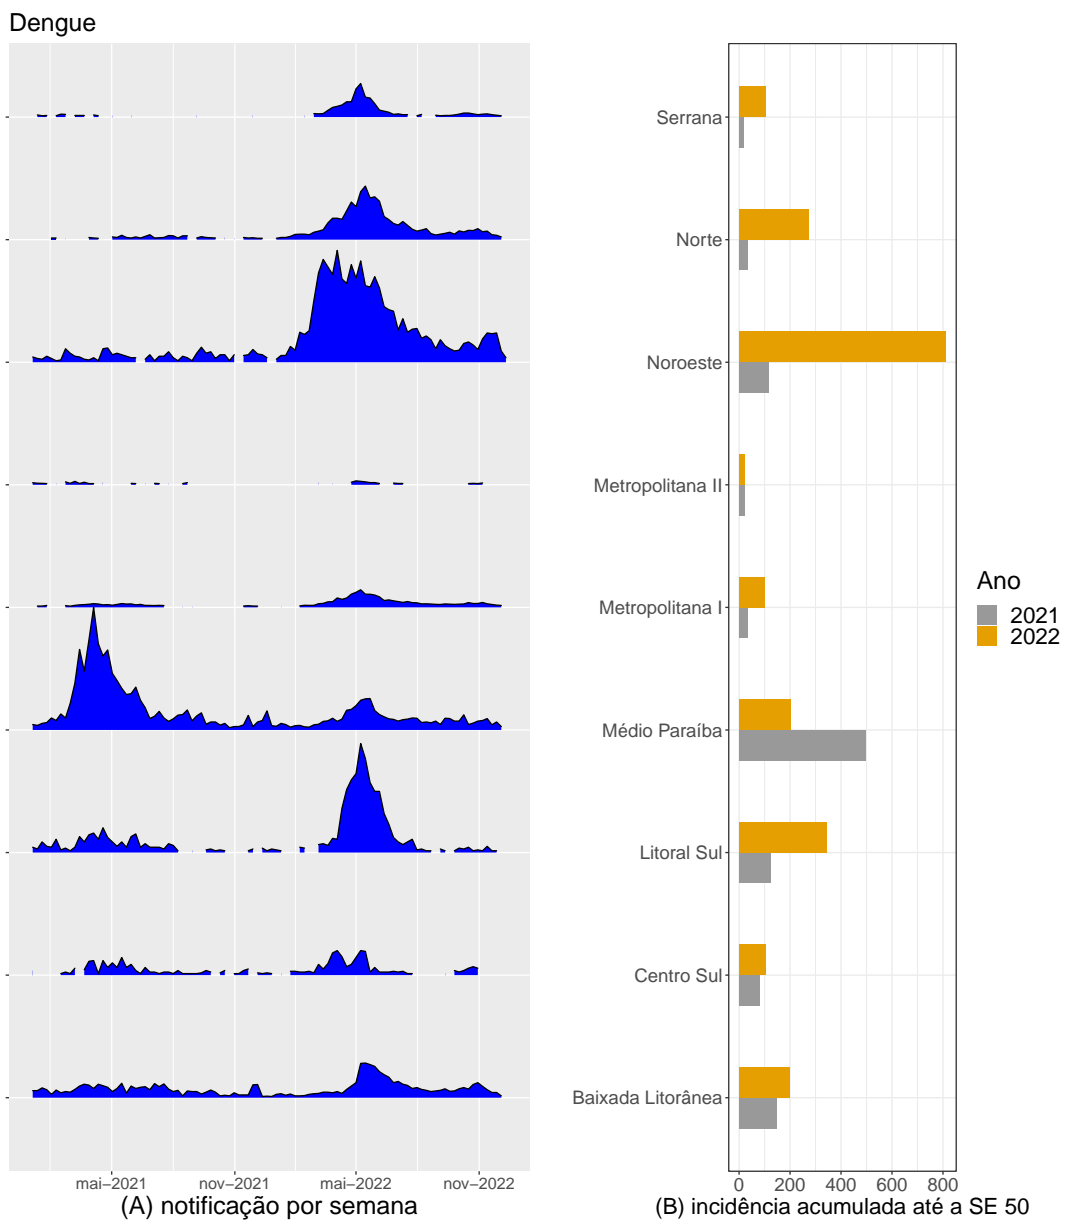 Dengue
Serrana
Norte
Noroeste
Metropolitana II
Metropolitana I
Médio Paraíba
Litoral Sul
Centro Sul
Baixada Litorânea
Ano
2021
2022
mai–2021 nov–2021 mai–2022 nov–2022
0 200 400 600 800
(A) notificação por semana
(B) incidência acumulada até a SE 50